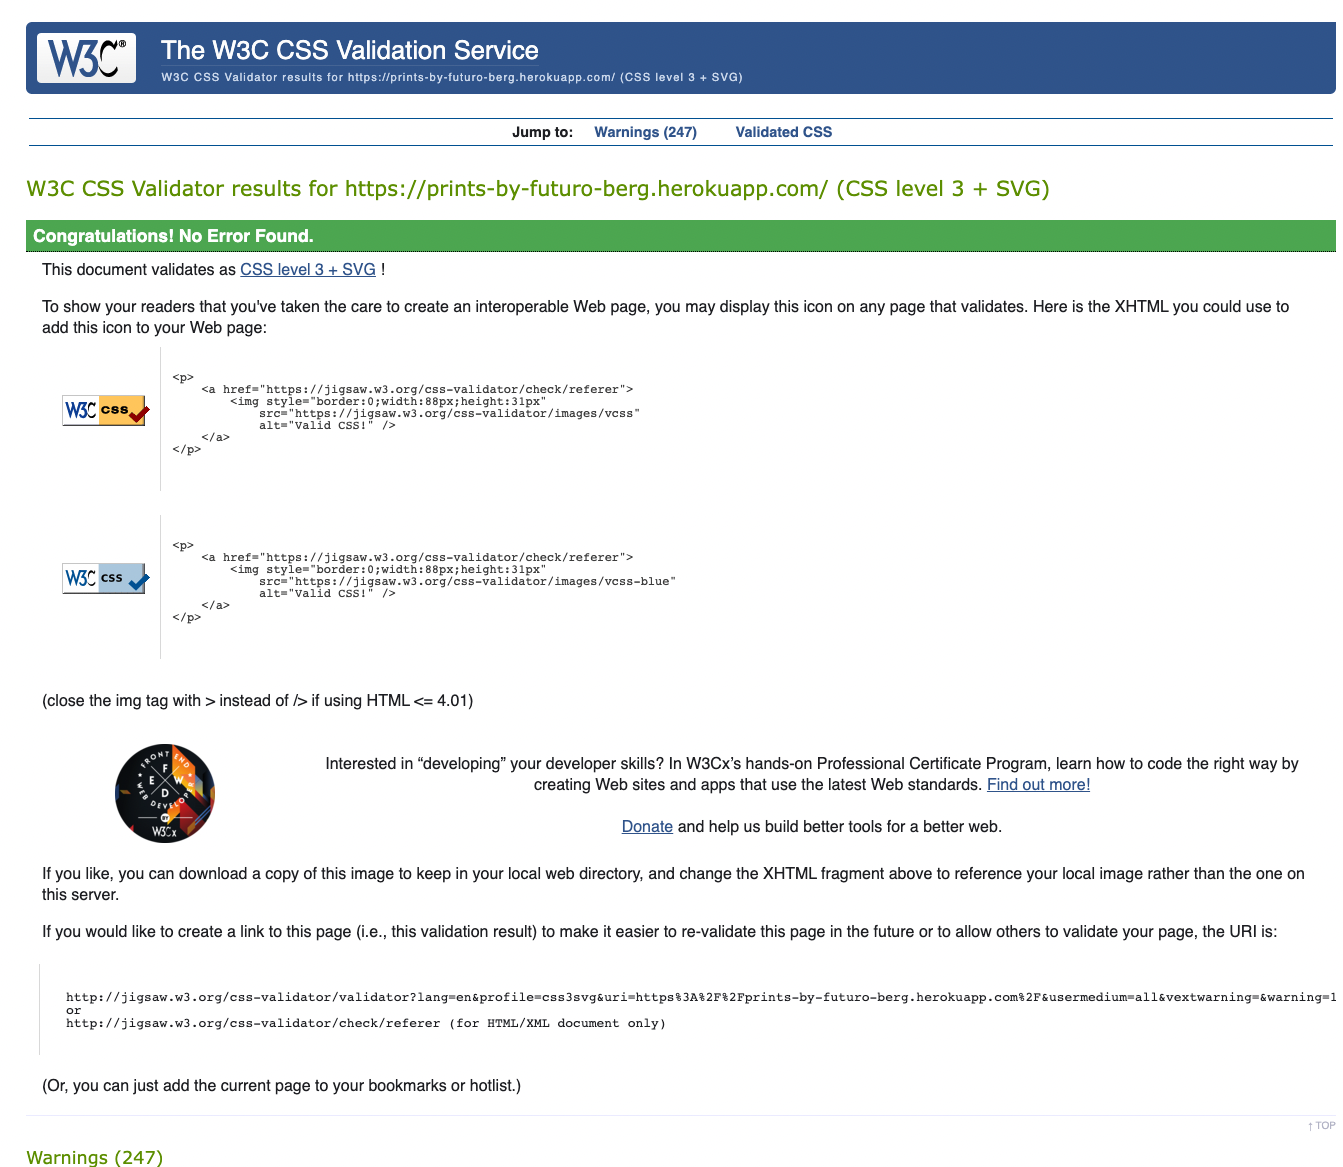 W3C®
The W3C CSS Validation Service
W3C CSS Validator results for https://prints-by-futuro-berg.herokuapp.com/ (CSS level 3 + SVG)
Jump to: Warnings (247) Validated CSS
W3C CSS Validator results for https://prints-by-futuro-berg.herokuapp.com/ (CSS level 3 + SVG)
Congratulations! No Error Found.
This document validates as CSS level 3 + SVG !
To show your readers that you've taken the care to create an interoperable Web page, you may display this icon on any page that validates. Here is the XHTML you could use to
add this icon to your Web page:
W3C css
<p>
<a href="https://jigsaw.w3.org/css-validator/check/referer">
<img style="border:0;width:88px;height:31px"
src="https://jigsaw.w3.org/css-validator/images/vcss"
alt="Valid CSS!" />
</a>
</p>
W3C css
<p>
<a href="https://jigsaw.w3.org/css-validator/check/referer">
<img style="border:0;width:88px;height:31px"
src="https://jigsaw.w3.org/css-validator/images/vcss-blue"
alt="Valid CSS!" />
</a>
</p>
(close the img tag with > instead of /> if using HTML <= 4.01)
FRONT END
F
E W
D
WEB DEVELOPER
BY
W3Cx
Interested in “developing” your developer skills? In W3Cx’s hands-on Professional Certificate Program, learn how to code the right way by
creating Web sites and apps that use the latest Web standards. Find out more!
Donate and help us build better tools for a better web.
If you like, you can download a copy of this image to keep in your local web directory, and change the XHTML fragment above to reference your local image rather than the one on
this server.
If you would like to create a link to this page (i.e., this validation result) to make it easier to re-validate this page in the future or to allow others to validate your page, the URI is:
http://jigsaw.w3.org/css-validator/validator?lang=en&profile=css3svg&uri=https%3A%2F%2Fprints-by-futuro-berg.herokuapp.com%2F&usermedium=all&vextwarning=&warning=1
or
http://jigsaw.w3.org/css-validator/check/referer (for HTML/XML document only)
(Or, you can just add the current page to your bookmarks or hotlist.)
↑ TOP
Warnings (247)